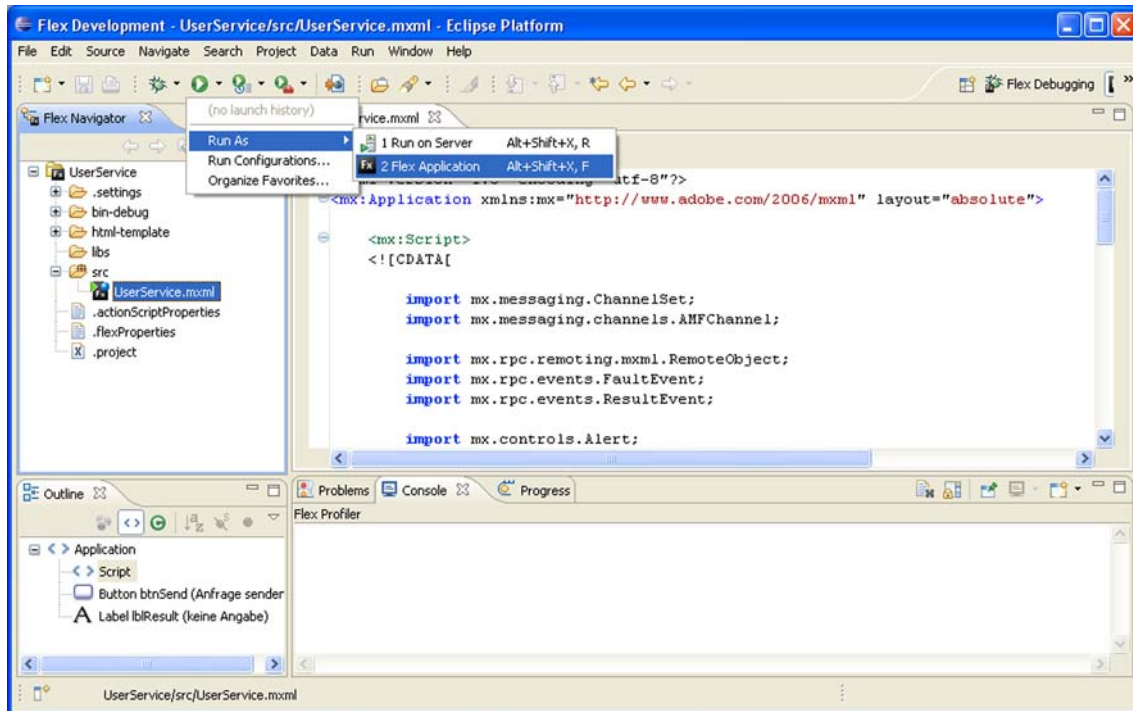 Flex Development - UserService/src/UserService.mxml - Eclipse Platform
File Edit Source Navigate Search Project Data Run Window Help
Flex Debugging
(no launch history)
Run As
Run Configurations...
Organize Favorites...
1 Run on Server Alt+Shift+X, R
2 Flex Application Alt+Shift+X, F
Flex Navigator
UserService
.settings
bin-debug
html-template
libs
src
UserService.mxml
.actionScriptProperties
.flexProperties
.project
rvice.mxml
utf-8"?>
<mx:Application xmlns:mx="http://www.adobe.com/2006/mxml" layout="absolute">
<mx:Script>
<![CDATA[
import mx.messaging.ChannelSet;
import mx.messaging.channels.AMFChannel;
import mx.rpc.remoting.mxml.RemoteObject;
import mx.rpc.events.FaultEvent;
import mx.rpc.events.ResultEvent;
import mx.controls.Alert;
Outline
Application
Script
Button btnSend (Anfrage sender
Label lblResult (keine Angabe)
Problems Console Progress
Flex Profiler
UserService/src/UserService.mxml